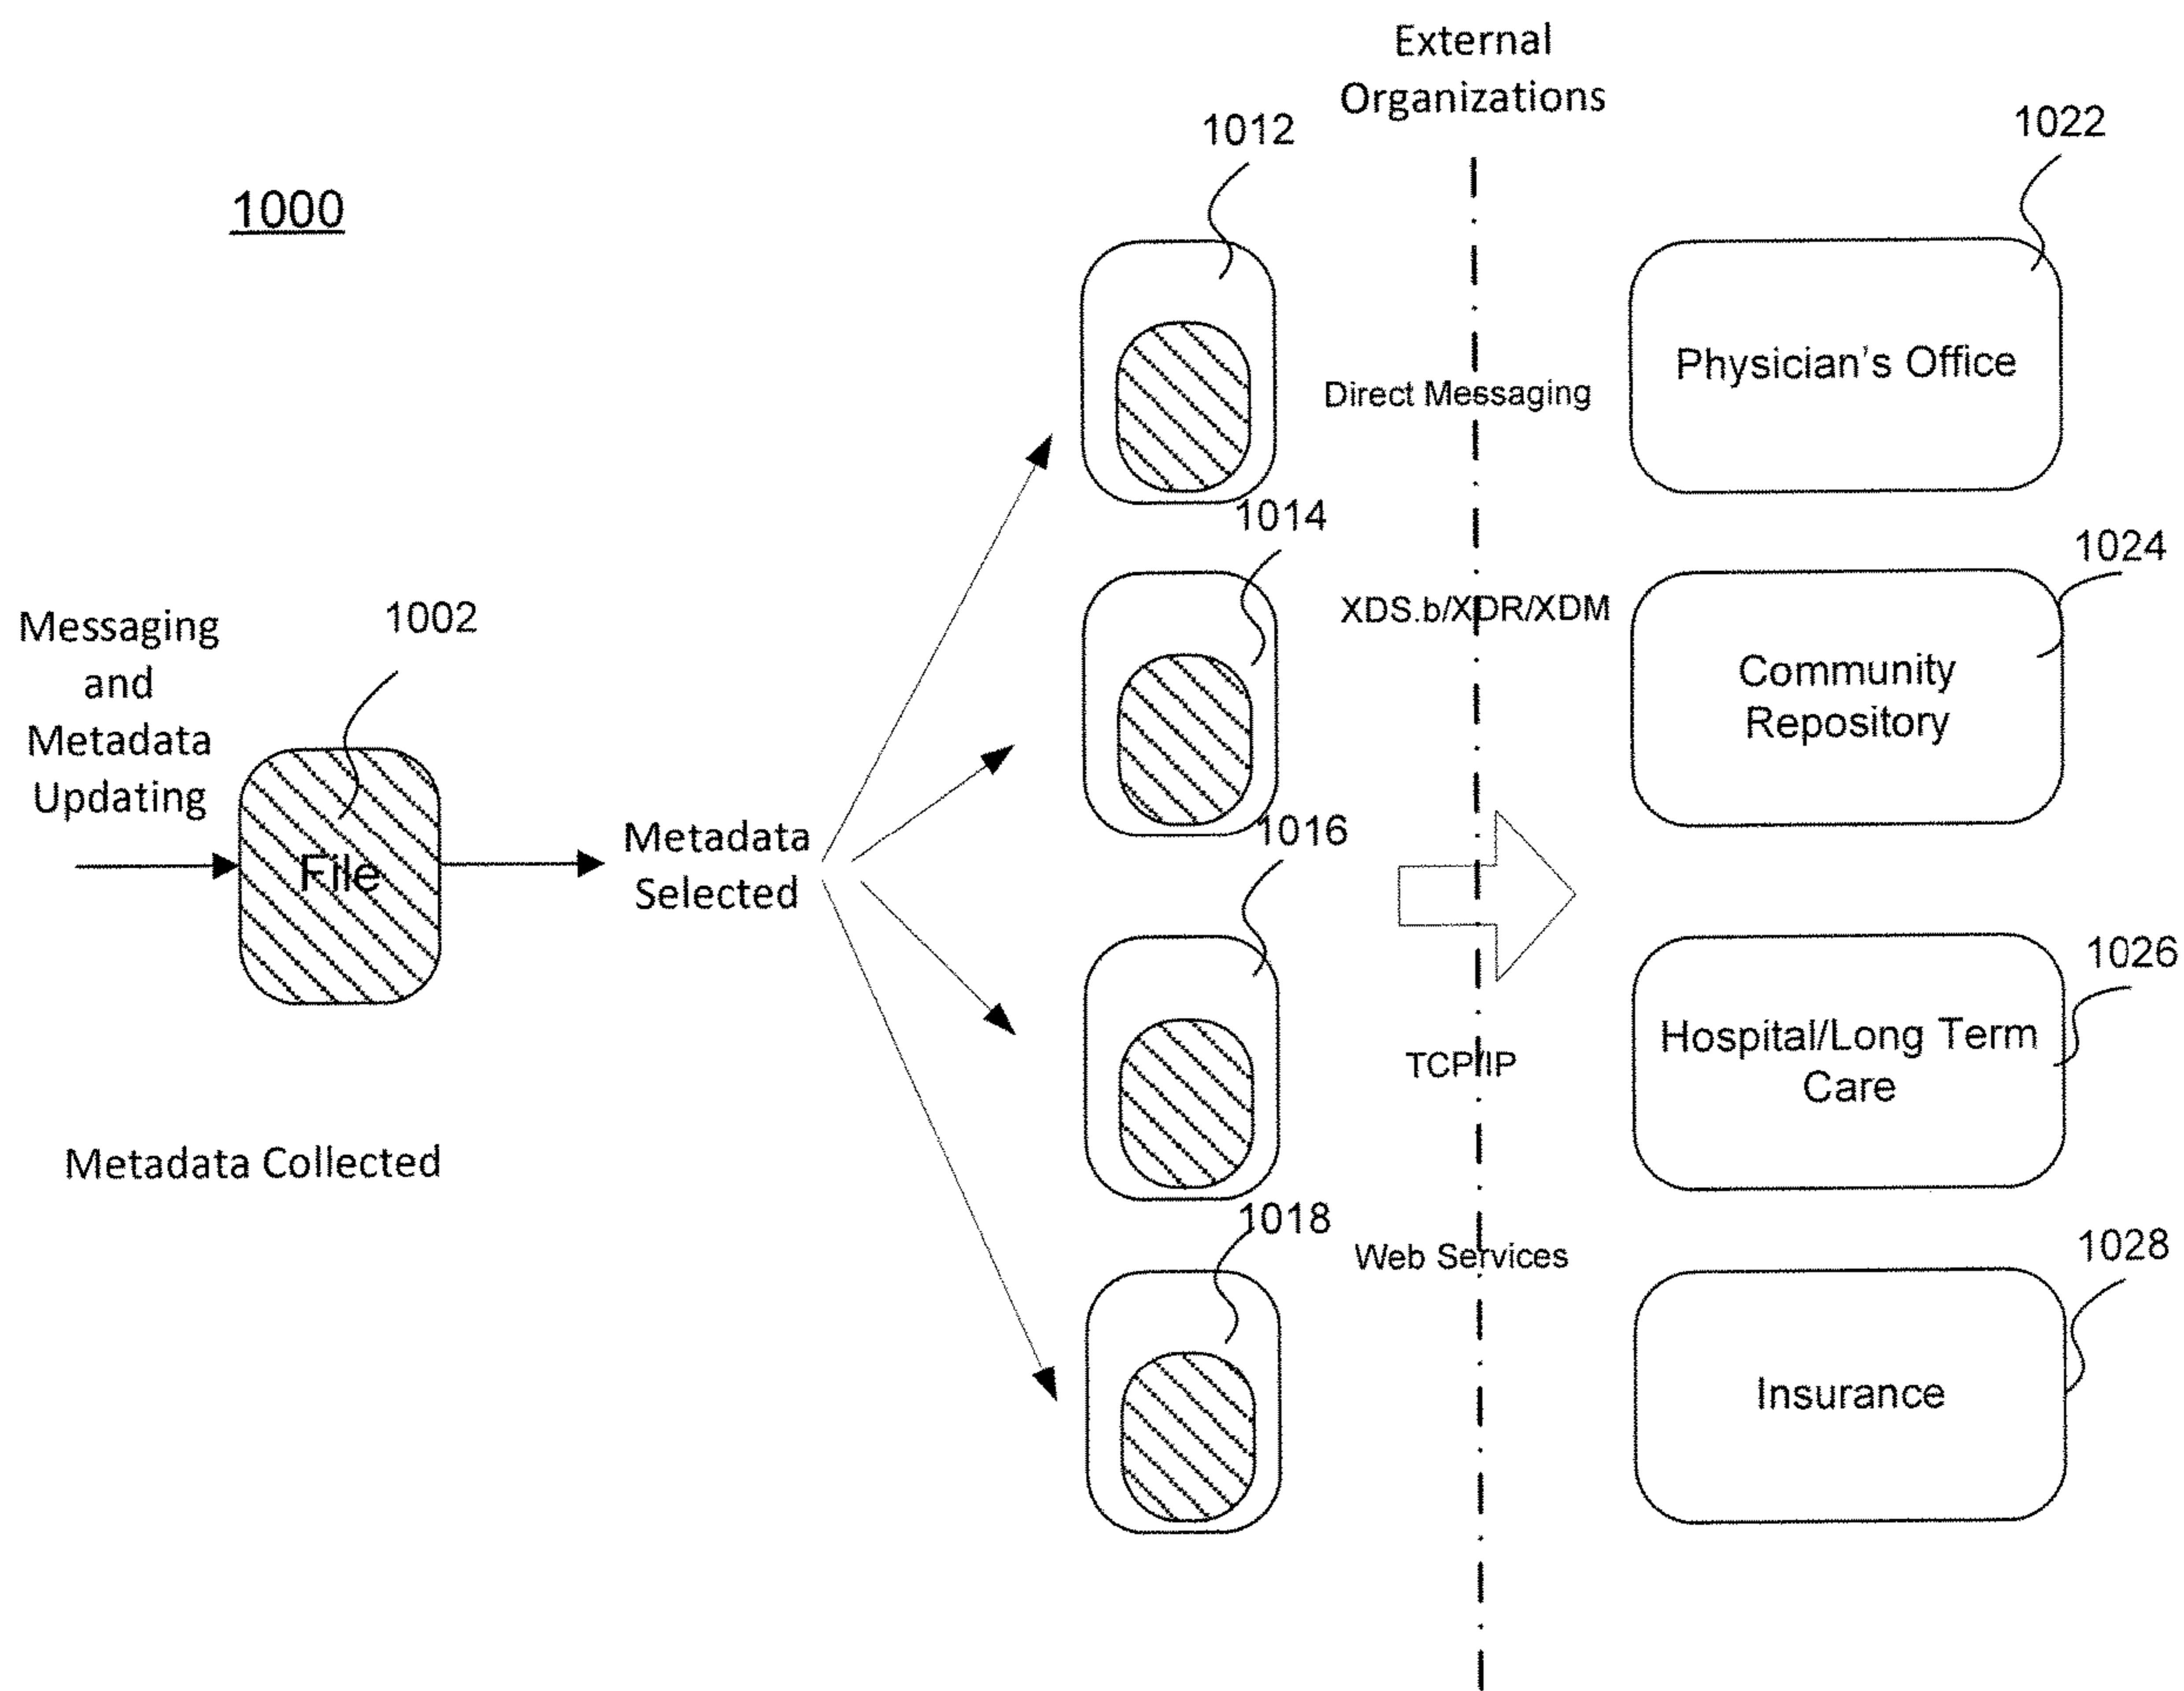 External
Organizations
1012
1022
1000
Physician's Office
Direct Messaging
1014
1024
XDS.b/XDR/XDM
Community
Repository
Messaging
and
Metadata
Updating
1002
File
Metadata
Selected
1016
1026
Hospital/Long Term
Care
TCP/IP
Metadata Collected
1018
1028
Web Services
Insurance